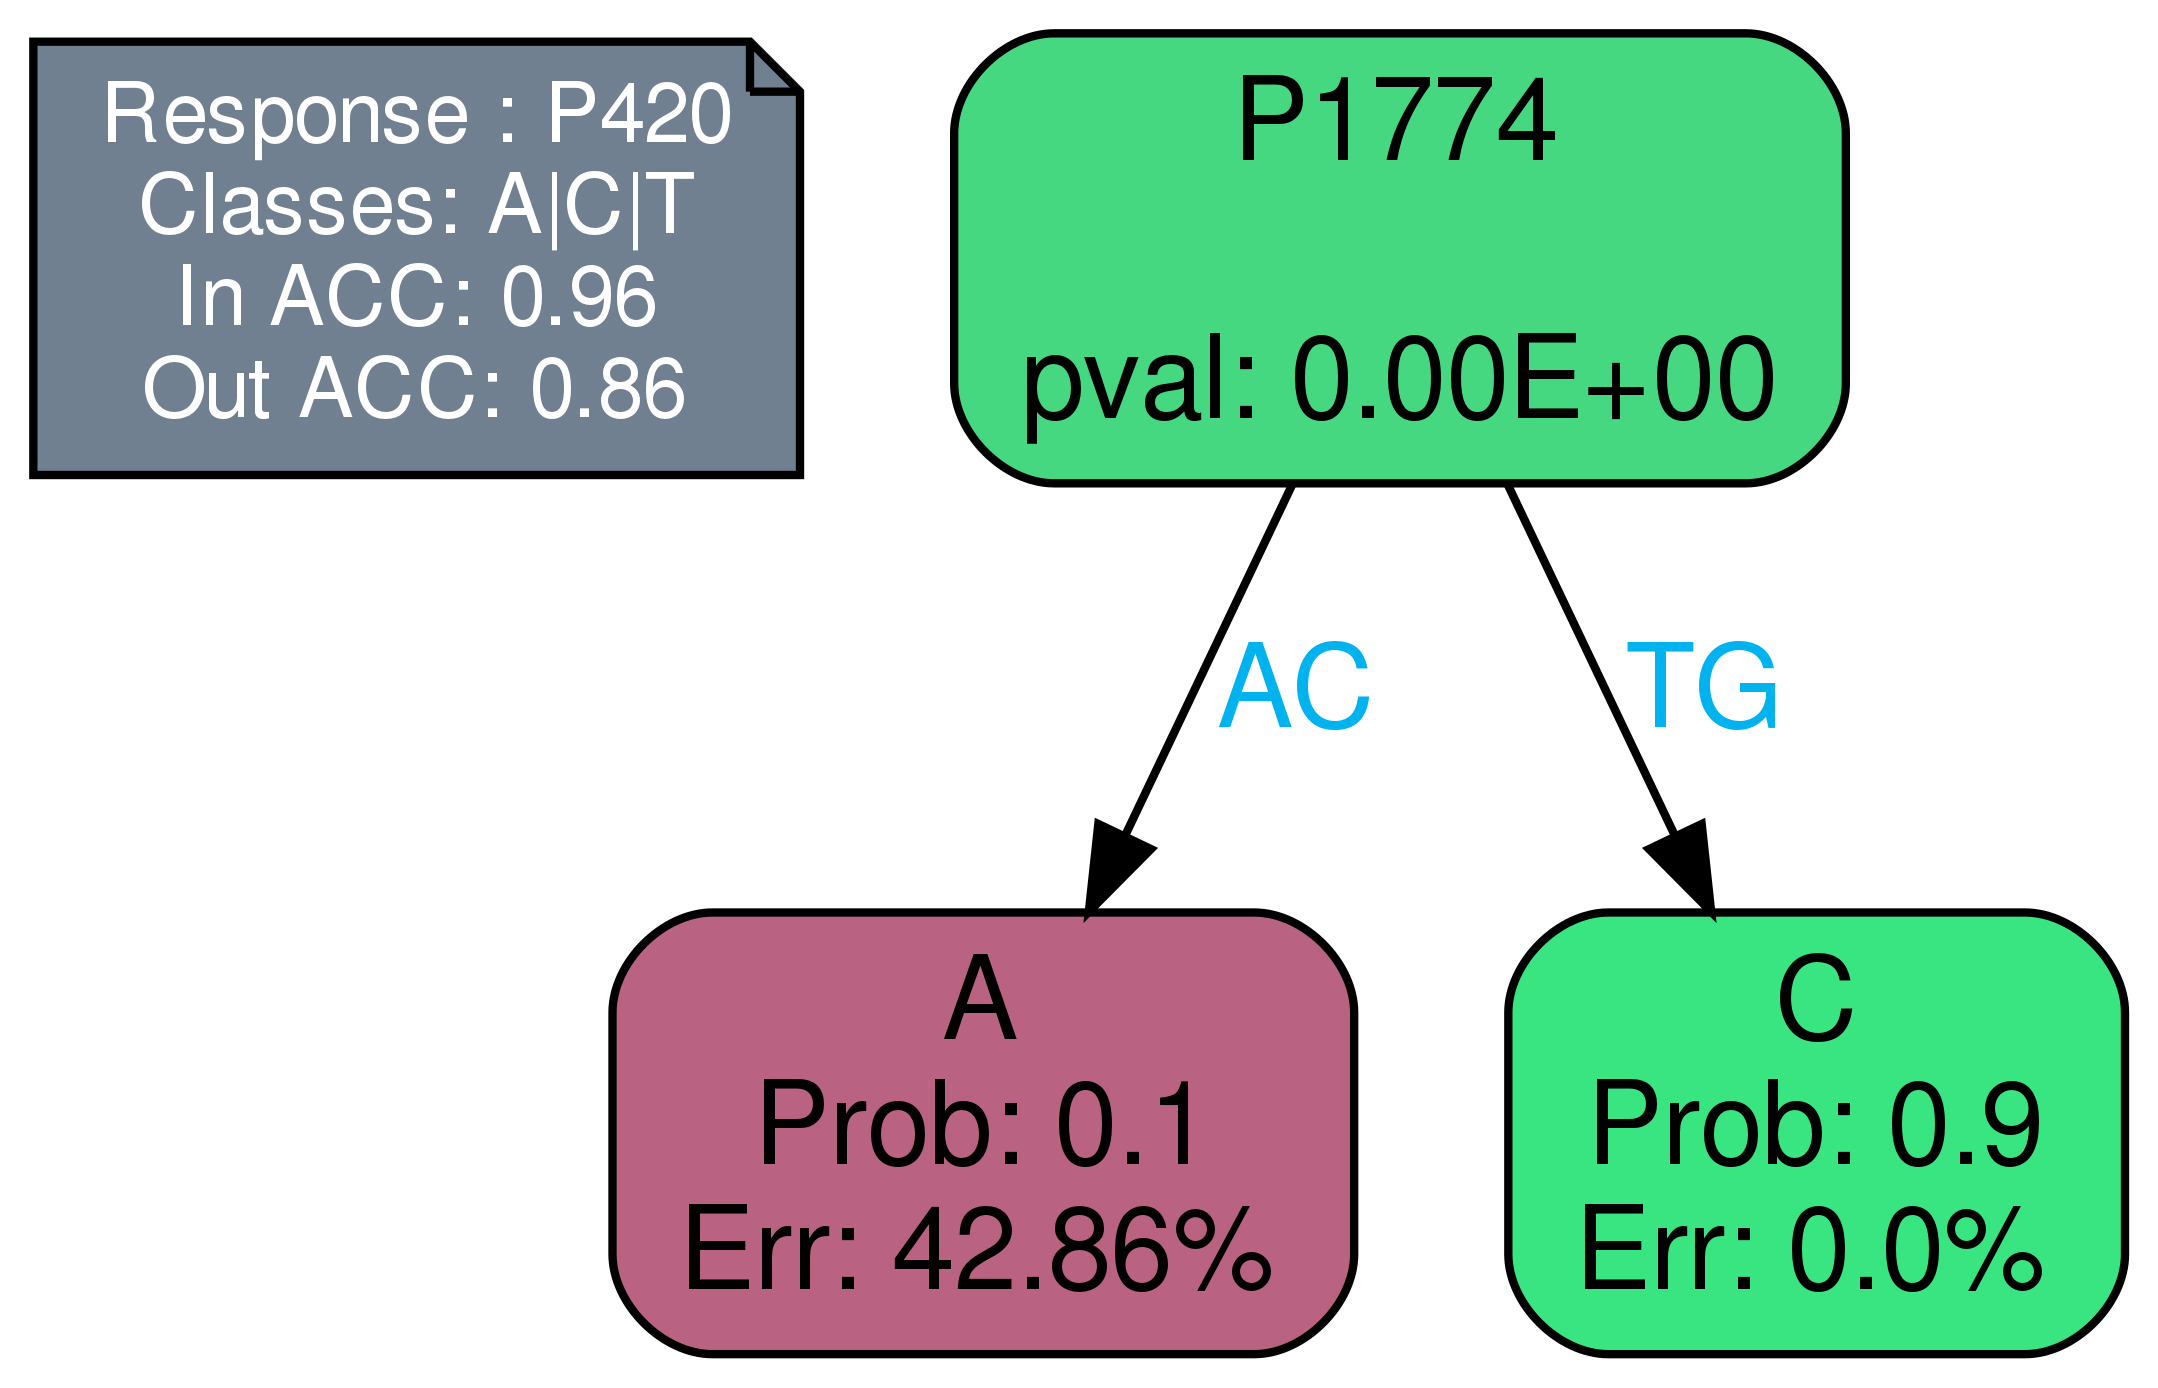 Response : P420
Classes: A|C|T
In ACC: 0.96
Out ACC: 0.86
P1774
pval: 0.00E+00
AC
TG
A
Prob: 0.1
Err: 42.86%
C
Prob: 0.9
Err: 0.0%